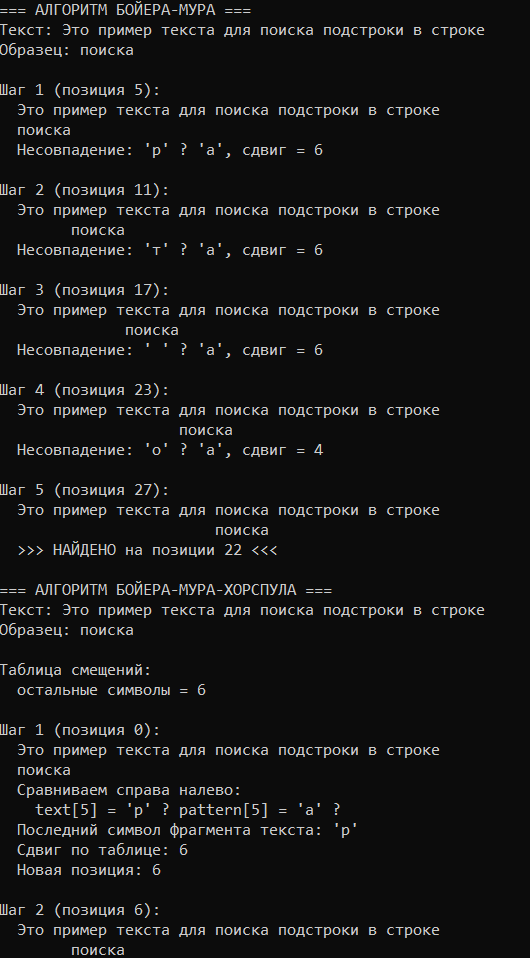 === АЛГОРИТМ БОЙЕРА-МУРА ===
Текст: Это пример текста для поиска подстроки в строке
Образец: поиска

Шаг 1 (позиция 5):
  Это пример текста для поиска подстроки в строке
  поиска
  Несовпадение: 'р' ? 'а', сдвиг = 6

Шаг 2 (позиция 11):
  Это пример текста для поиска подстроки в строке
        поиска
  Несовпадение: 'т' ? 'а', сдвиг = 6

Шаг 3 (позиция 17):
  Это пример текста для поиска подстроки в строке
              поиска
  Несовпадение: ' ' ? 'а', сдвиг = 6

Шаг 4 (позиция 23):
  Это пример текста для поиска подстроки в строке
                    поиска
  Несовпадение: 'о' ? 'а', сдвиг = 4

Шаг 5 (позиция 27):
  Это пример текста для поиска подстроки в строке
                        поиска
  >>> НАЙДЕНО на позиции 22 <<<

=== АЛГОРИТМ БОЙЕРА-МУРА-ХОРСПУЛА ===
Текст: Это пример текста для поиска подстроки в строке
Образец: поиска

Таблица смещений:
  остальные символы = 6

Шаг 1 (позиция 0):
  Это пример текста для поиска подстроки в строке
  поиска
  Сравниваем справа налево:
    text[5] = 'р' ? pattern[5] = 'а' ?
  Последний символ фрагмента текста: 'р'
  Сдвиг по таблице: 6
  Новая позиция: 6

Шаг 2 (позиция 6):
  Это пример текста для поиска подстроки в строке
        поиска